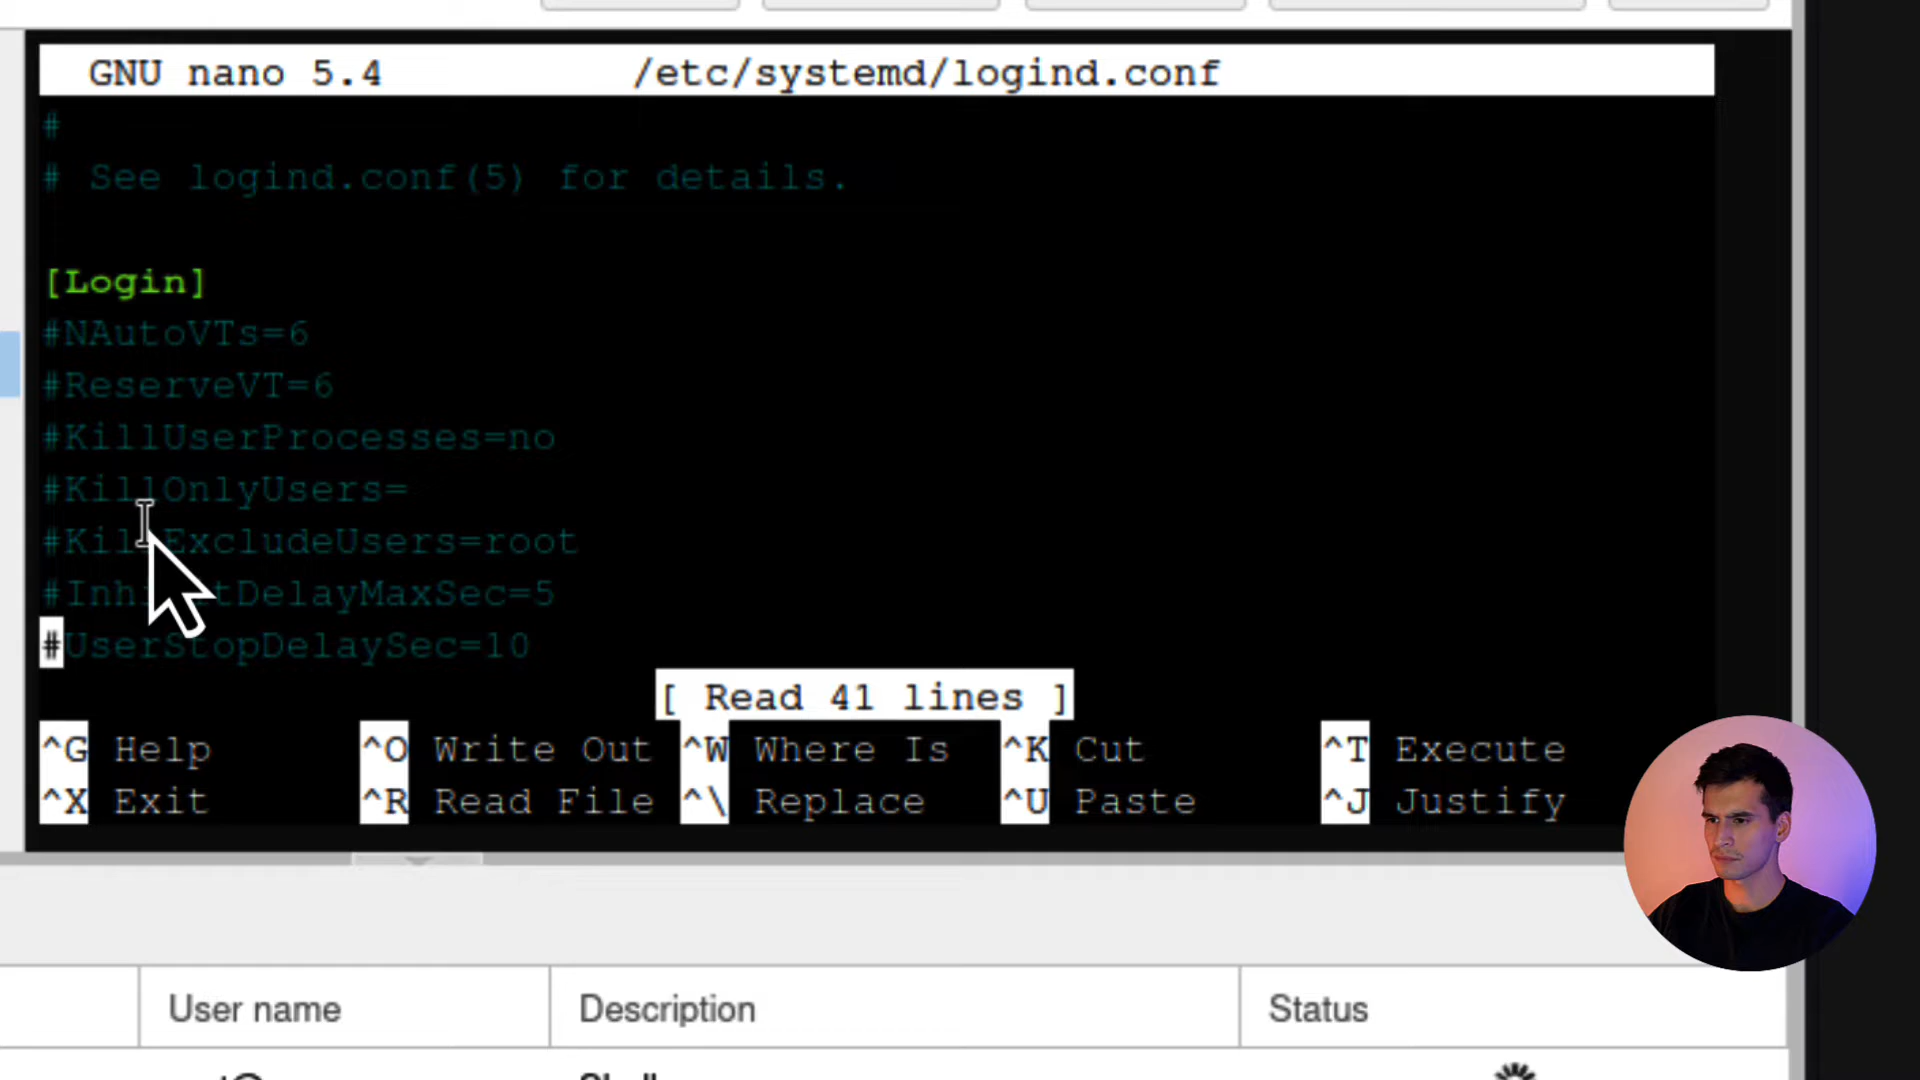 GNU nano 5.4 /etc/systemd/logind.conf
#
# See logind.conf(5) for details.
[Login]
#NAutoVTs=6
#ReserveVT=6
#KillUserProcesses=no
#KillOnlyUsers=
#KillExcludeUsers=root
#InhibitDelayMaxSec=5
#UserStopDelaySec=10
[ Read 41 lines ]
^G Help ^O Write Out ^W Where Is ^K Cut ^T Execute
^X Exit ^R Read File ^\ Replace ^U Paste ^J Justify
User name Description Status